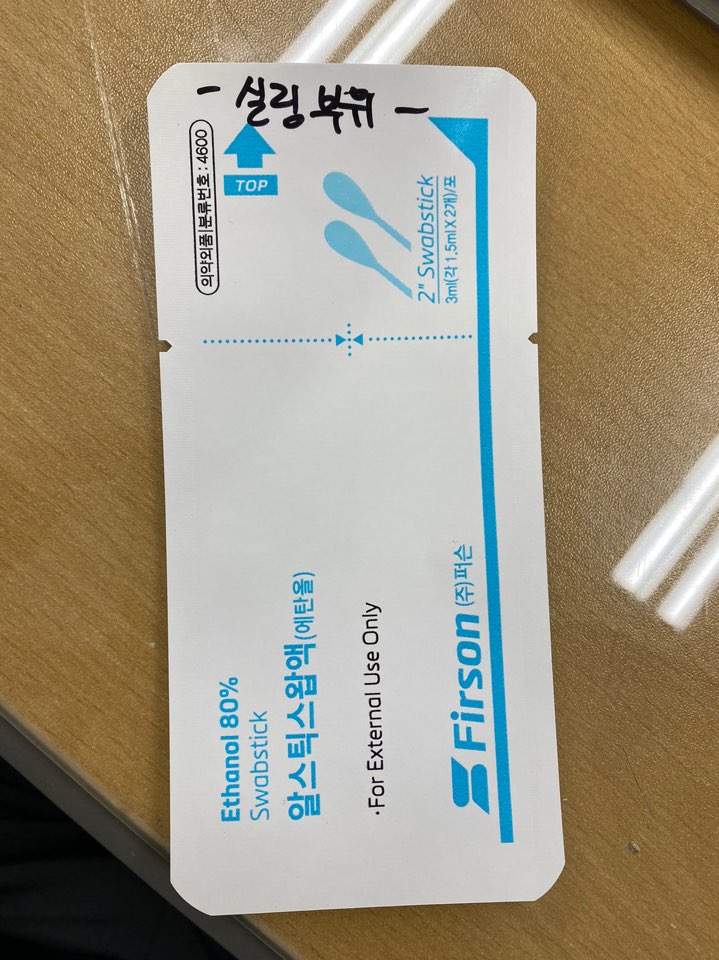 - 실링부위 -
의약외품|분류번호 : 4600
TOP
2" Swabstick
3ml(각 1.5ml X 2개)/포
Ethanol 80%
Swabstick
알스틱스왑액(에탄올)
·For External Use Only
Firson (주)퍼슨